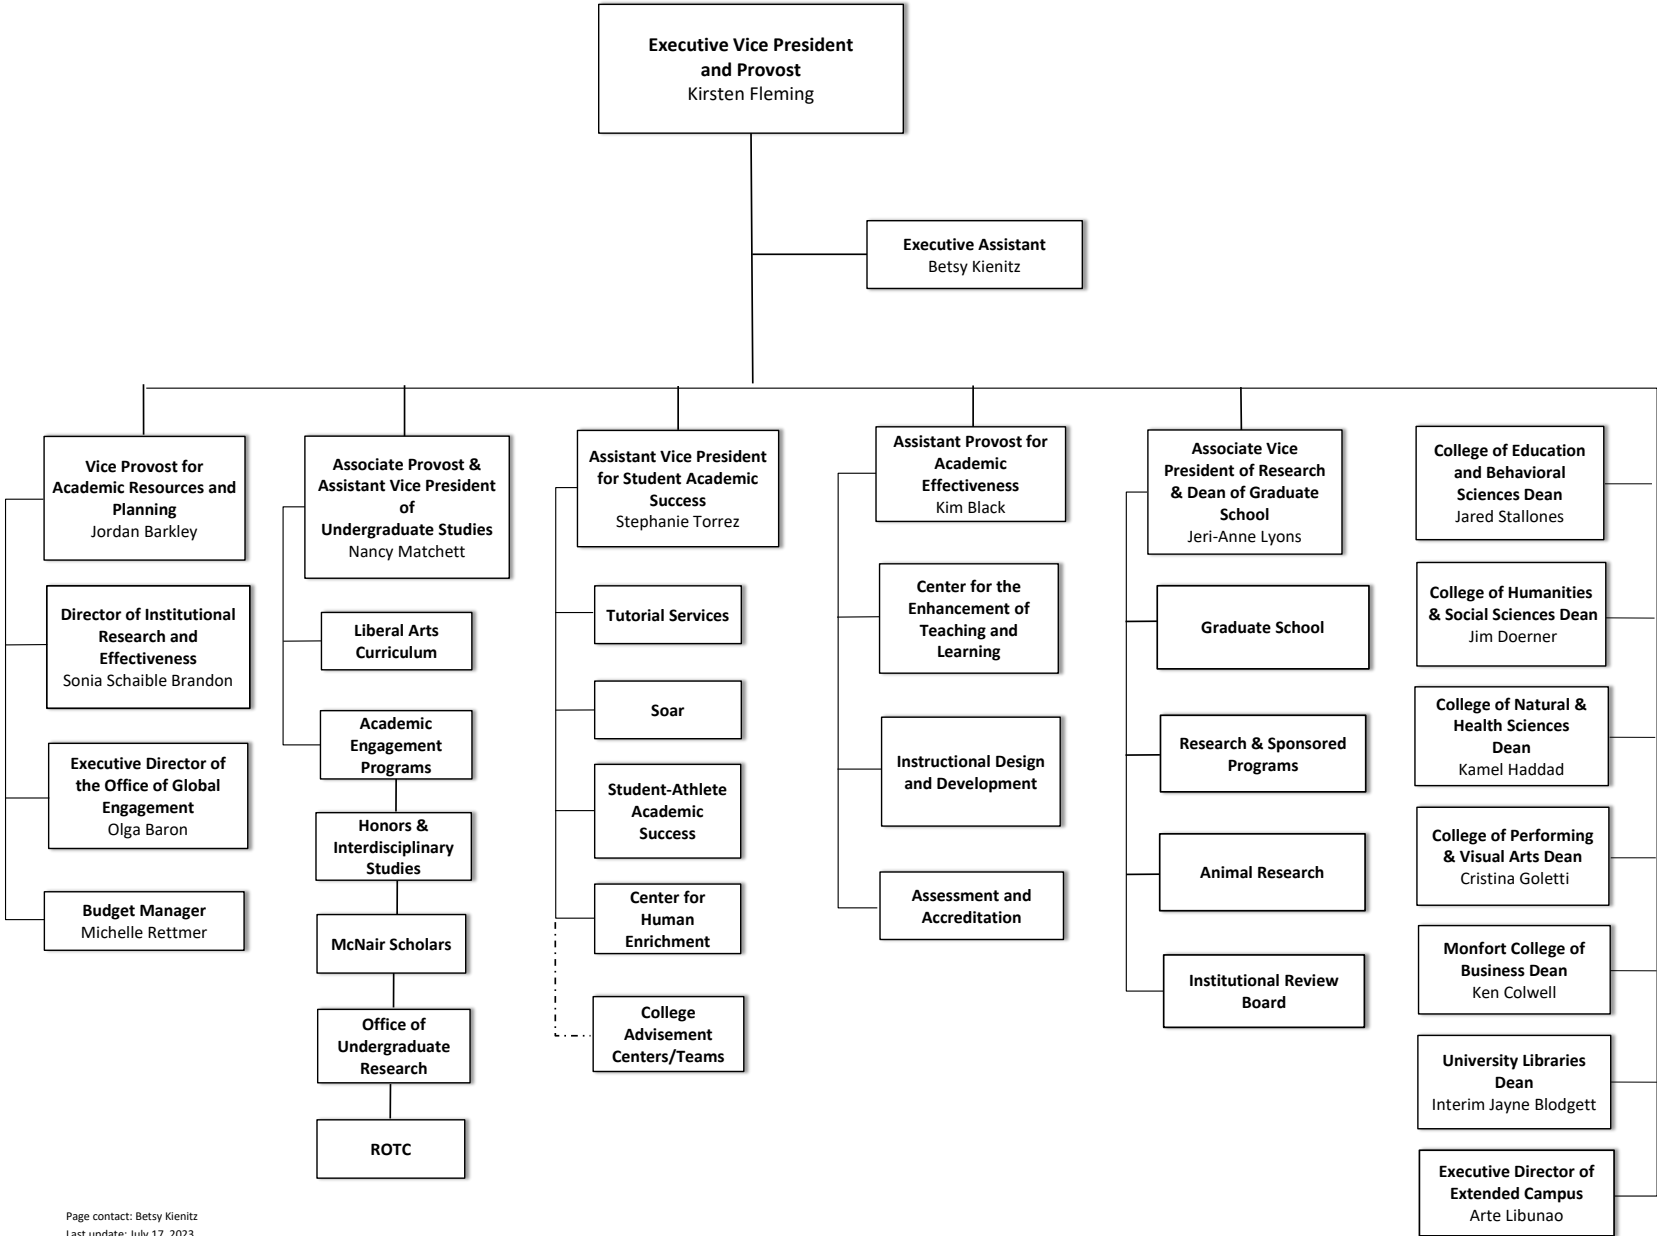 Executive Vice President
and Provost
Kirsten Fleming
Executive Assistant
Betsy Kienitz
Vice Provost for
Academic Resources and
Planning
Jordan Barkley
Director of Institutional
Research and
Effectiveness
Sonia Schaible Brandon
Executive Director of
the Office of Global
Engagement
Olga Baron
Budget Manager
Michelle Rettmer
Associate Provost &
Assistant Vice President
of
Undergraduate Studies
Nancy Matchett
Liberal Arts
Curriculum
Academic
Engagement
Programs
Honors &
Interdisciplinary
Studies
McNair Scholars
Office of
Undergraduate
Research
ROTC
Assistant Vice President
for Student Academic
Success
Stephanie Torrez
Tutorial Services
Soar
Student-Athlete
Academic
Success
Center for
Human
Enrichment
College
Advisement
Centers/Teams
Assistant Provost for
Academic
Effectiveness
Kim Black
Center for the
Enhancement of
Teaching and
Learning
Instructional Design
and Development
Assessment and
Accreditation
Associate Vice
President of Research
& Dean of Graduate
School
Jeri-Anne Lyons
Graduate School
Research & Sponsored
Programs
Animal Research
Institutional Review
Board
College of Education
and Behavioral
Sciences Dean
Jared Stallones
College of Humanities
& Social Sciences Dean
Jim Doerner
College of Natural &
Health Sciences
Dean
Kamel Haddad
College of Performing
& Visual Arts Dean
Cristina Goletti
Monfort College of
Business Dean
Ken Colwell
University Libraries
Dean
Interim Jayne Blodgett
Executive Director of
Extended Campus
Arte Libunao
Page contact: Betsy Kienitz
Last update: July 17, 2023